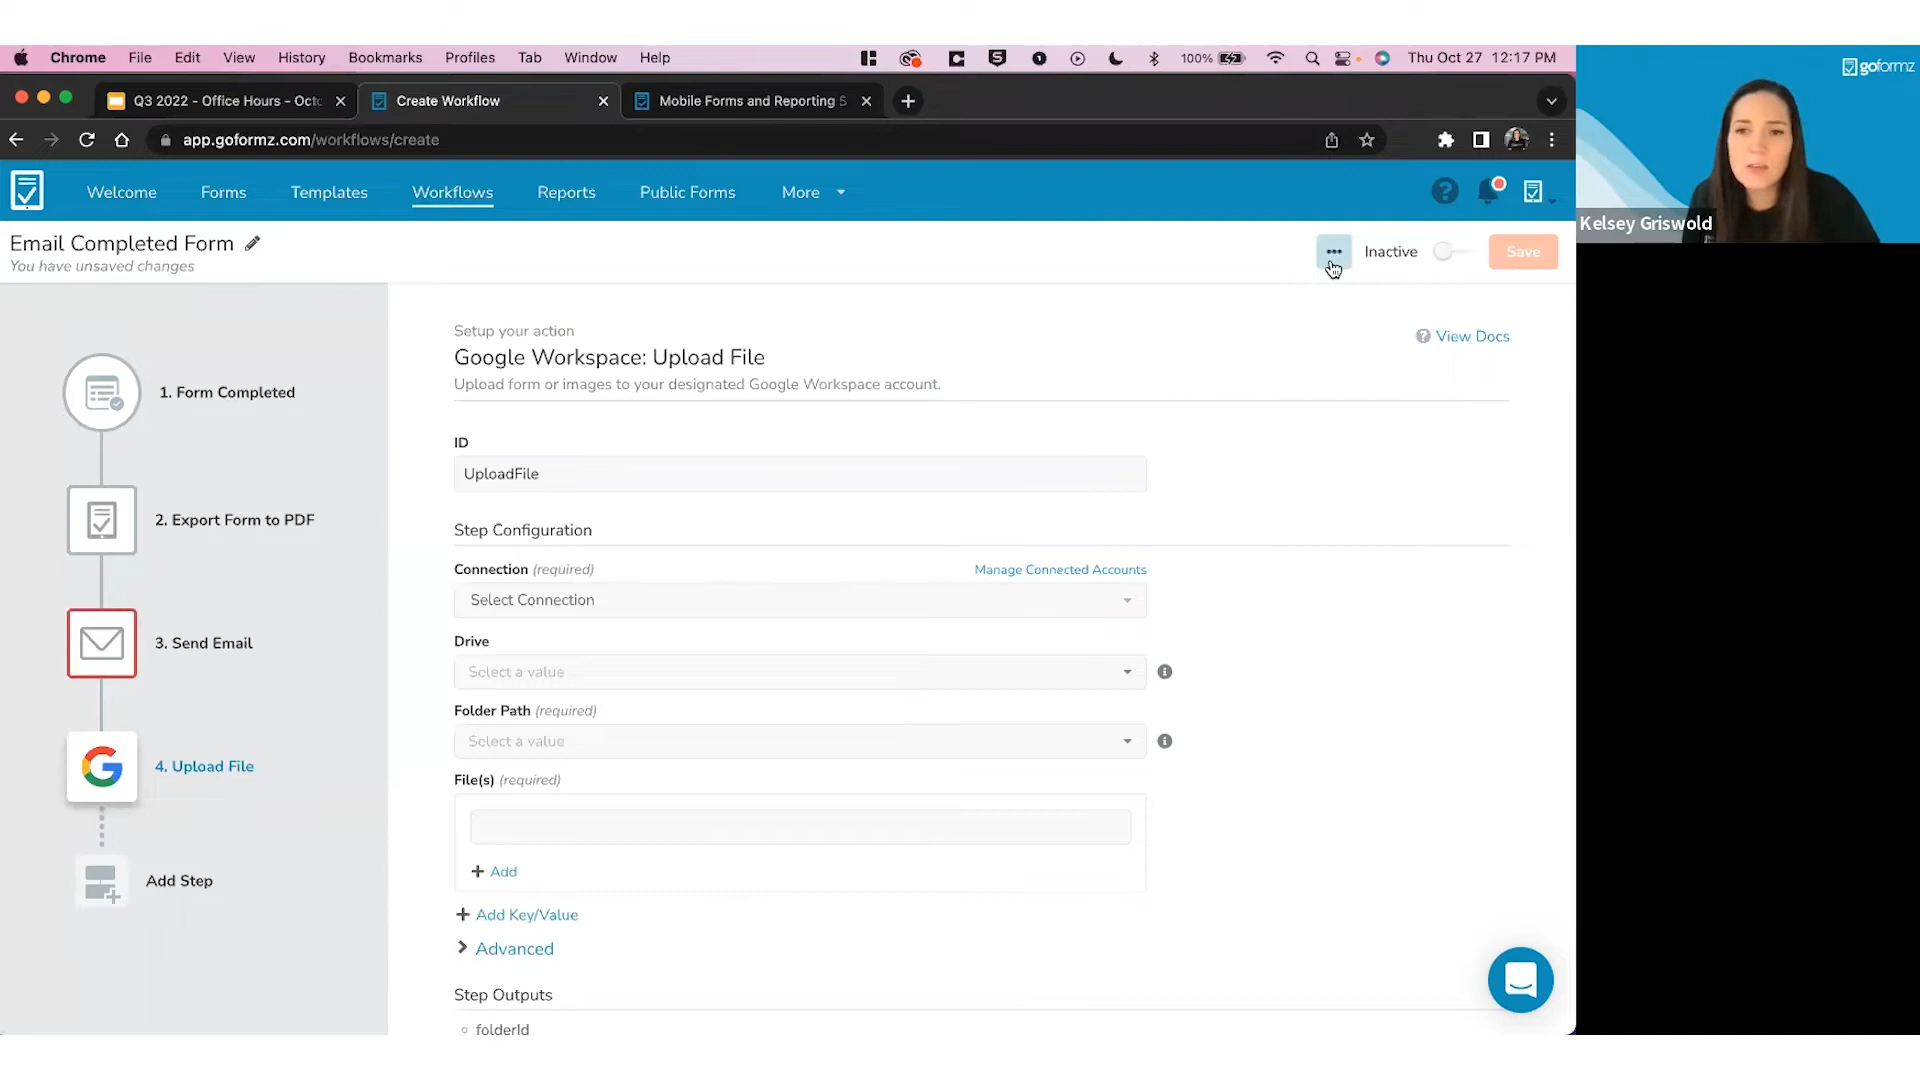 Chrome File Edit View History Bookmarks Profiles Tab Window Help 100% Thu Oct 27 12:17 PM
Q3 2022 - Office Hours - Octo Create Workflow Mobile Forms and Reporting S
app.goformz.com/workflows/create
goformz
Kelsey Griswold
Welcome Forms Templates Workflows Reports Public Forms More
Email Completed Form
You have unsaved changes
Inactive Save
1. Form Completed
2. Export Form to PDF
3. Send Email
4. Upload File
Add Step
Setup your action
Google Workspace: Upload File
Upload form or images to your designated Google Workspace account.
View Docs
ID
UploadFile
Step Configuration
Connection (required) Manage Connected Accounts
Select Connection
Drive
Select a value
Folder Path (required)
Select a value
File(s) (required)
+ Add
+ Add Key/Value
Advanced
Step Outputs
folderId